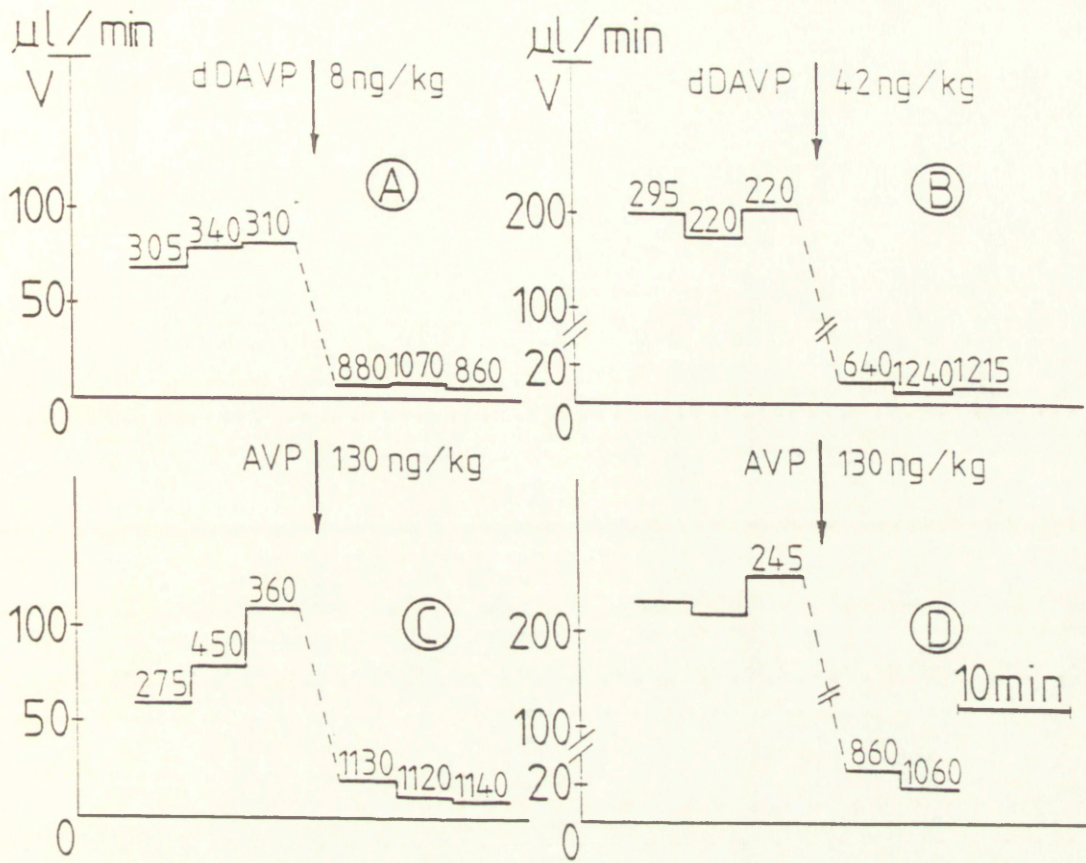 µl/min
V
dDAVP 8 ng/kg
A
100
50
0
305 340 310
880 1070 860
µl/min
V
dDAVP 42 ng/kg
B
200
100
20
0
295 220 220
640 1240 1215
AVP 130 ng/kg
C
100
50
0
275 450 360
1130 1120 1140
AVP 130 ng/kg
D
200
100
20
0
245
860 1060
10 min